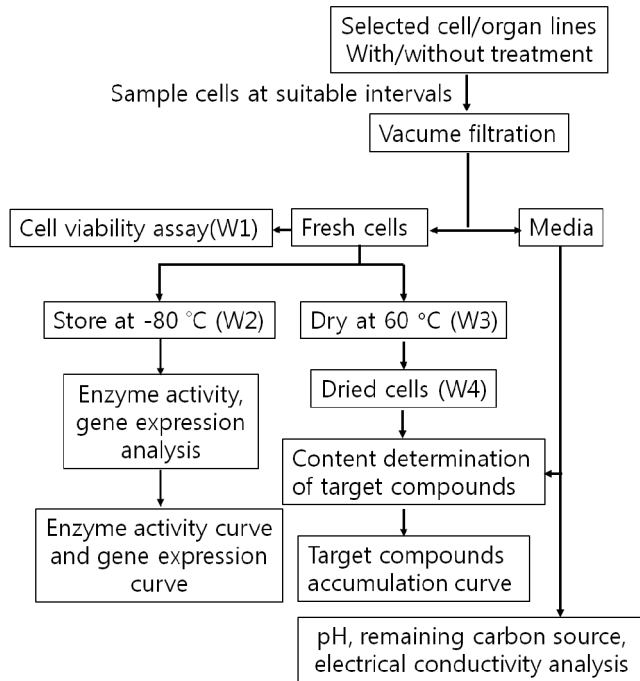 Selected cell/organ lines
With/without treatment
Sample cells at suitable intervals
Vacume filtration
Cell viability assay(W1)
Fresh cells
Media
Store at -80 °C (W2)
Dry at 60 °C (W3)
Enzyme activity,
gene expression
analysis
Dried cells (W4)
Content determination
of target compounds
Enzyme activity curve
and gene expression
curve
Target compounds
accumulation curve
pH, remaining carbon source,
electrical conductivity analysis